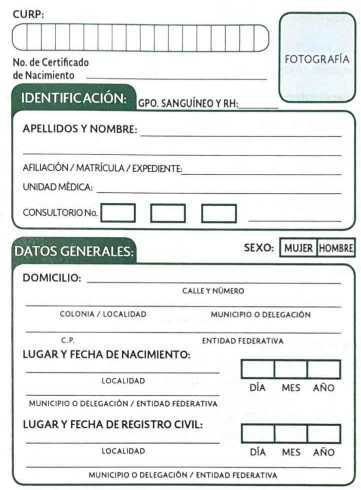 CURP:
FOTOGRAFÍA
No. de Certificado
de Nacimiento
IDENTIFICACIÓN: GPO. SANGUÍNEO Y RH:
APELLIDOS Y NOMBRE:
AFILIACIÓN / MATRÍCULA / EXPEDIENTE:
UNIDAD MÉDICA:
CONSULTORIO No.
DATOS GENERALES: SEXO: MUJER HOMBRE
DOMICILIO:
CALLE Y NÚMERO
COLONIA / LOCALIDAD MUNICIPIO O DELEGACIÓN
C.P. ENTIDAD FEDERATIVA
LUGAR Y FECHA DE NACIMIENTO:
LOCALIDAD DÍA MES AÑO
MUNICIPIO O DELEGACIÓN / ENTIDAD FEDERATIVA
LUGAR Y FECHA DE REGISTRO CIVIL:
LOCALIDAD DÍA MES AÑO
MUNICIPIO O DELEGACIÓN / ENTIDAD FEDERATIVA